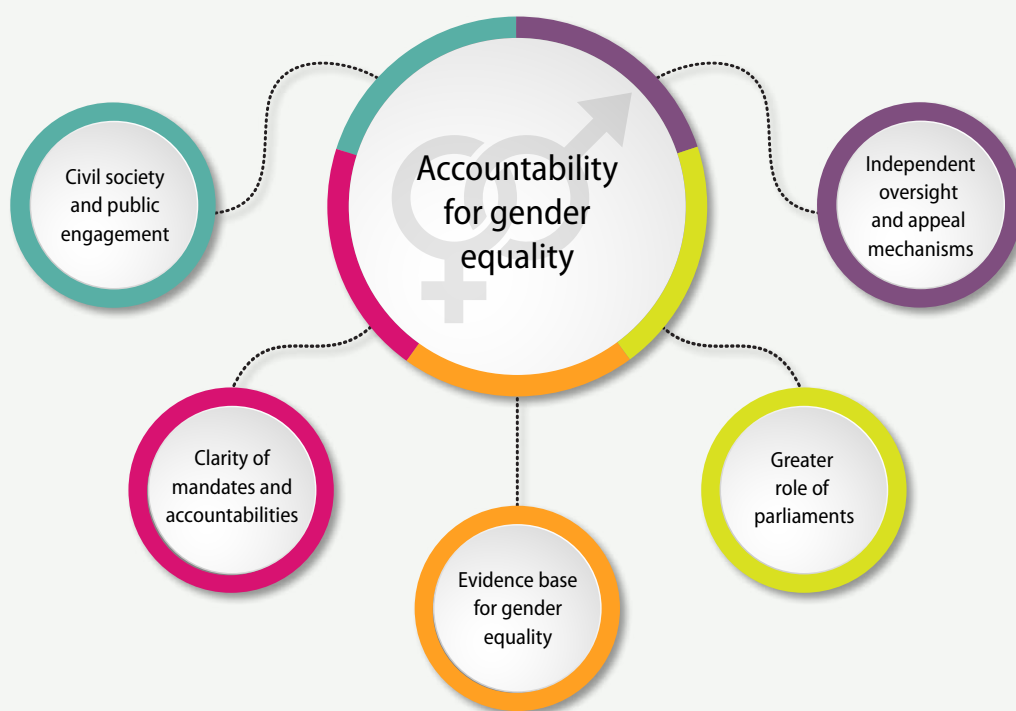 Accountability
for gender
equality
Civil society
and public
engagement
Independent
oversight
and appeal
mechanisms
Clarity of
mandates and
accountabilities
Greater
role of
parliaments
Evidence base
for gender
equality